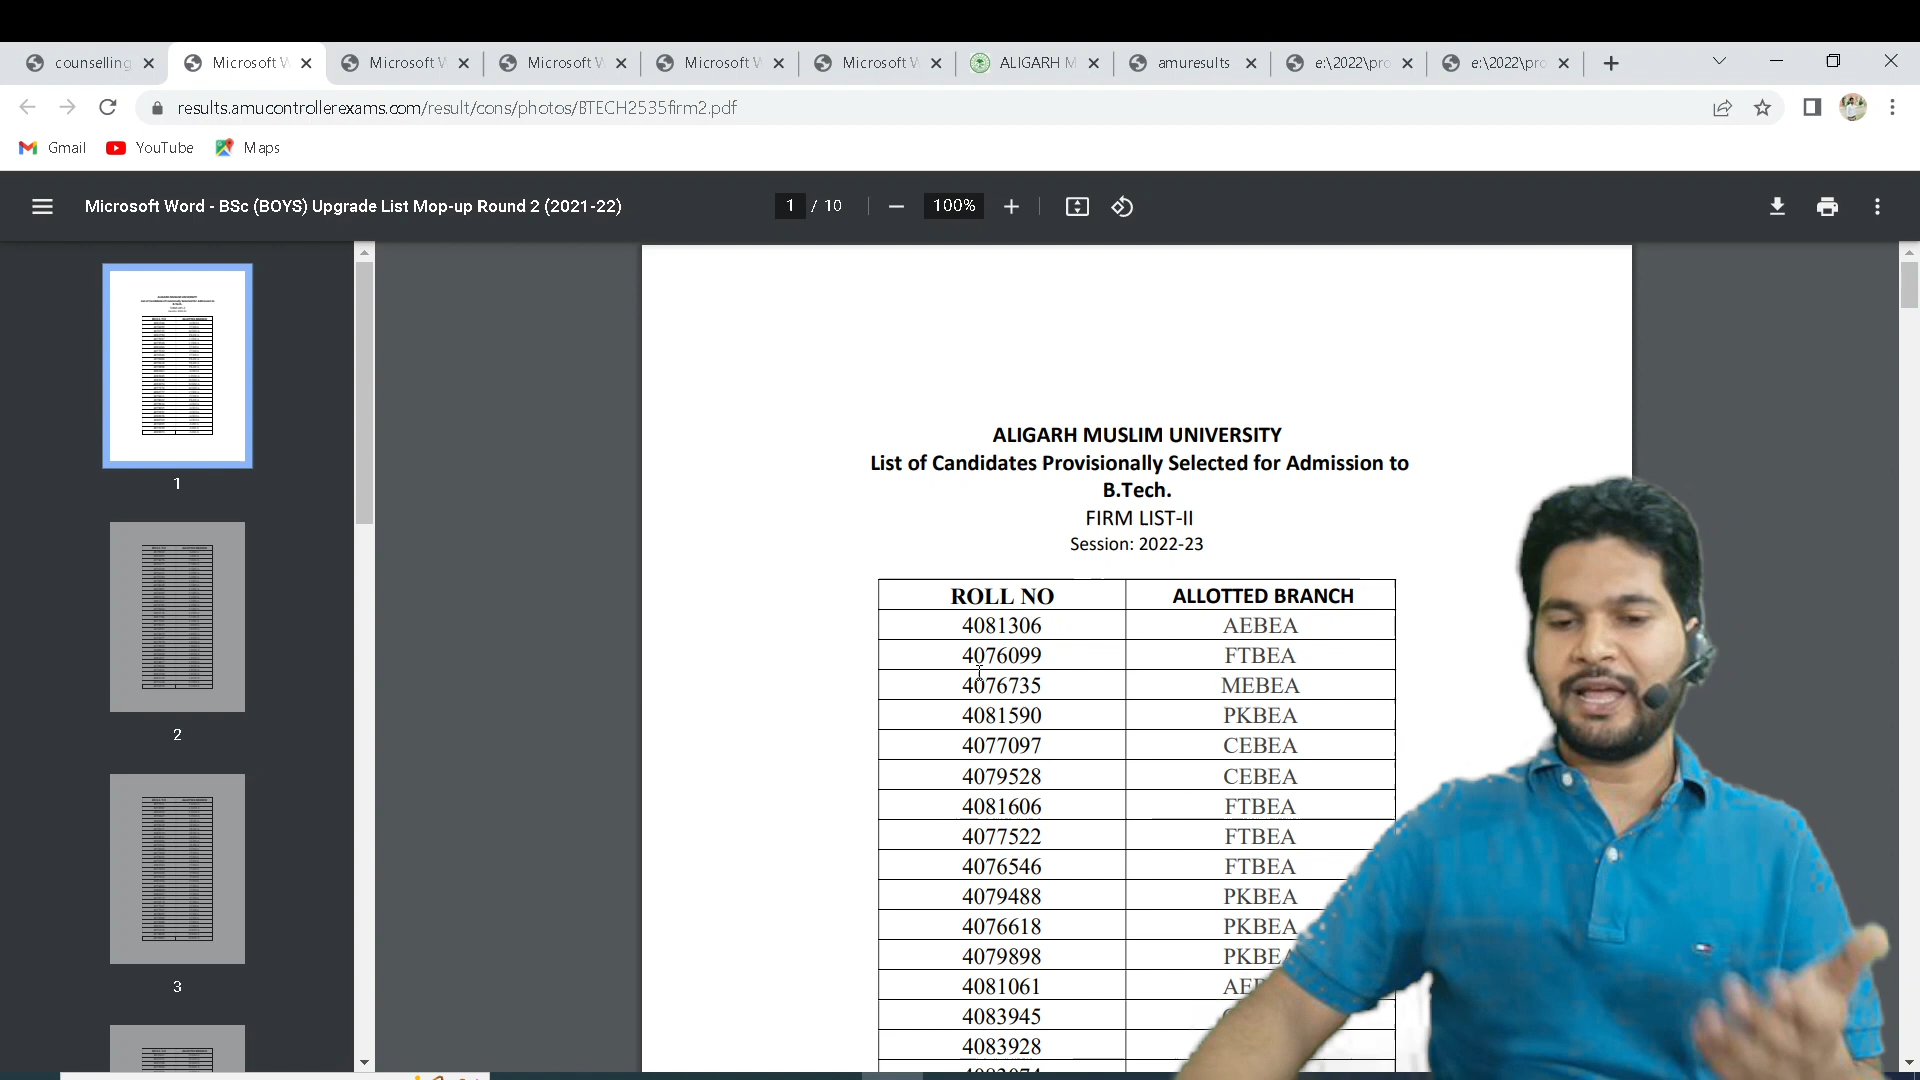 counselling
Microsoft W
Microsoft W
Microsoft W
Microsoft W
Microsoft W
ALIGARH M
amuresults
e:\2022\pro
e:\2022\pro
results.amucontrollerexams.com/result/cons/photos/BTECH2535firm2.pdf
Gmail
YouTube
Maps
Microsoft Word - BSc (BOYS) Upgrade List Mop-up Round 2 (2021-22)
1 / 10
100%
1
2
3
ALIGARH MUSLIM UNIVERSITY
List of Candidates Provisionally Selected for Admission to
B.Tech.
FIRM LIST-II
Session: 2022-23
ROLL NO ALLOTTED BRANCH
4081306 AEBEA
4076099 FTBEA
4076735 MEBEA
4081590 PKBEA
4077097 CEBEA
4079528 CEBEA
4081606 FTBEA
4077522 FTBEA
4076546 FTBEA
4079488 PKBEA
4076618 PKBEA
4079898 PKBEA
4081061
4083945
4083928